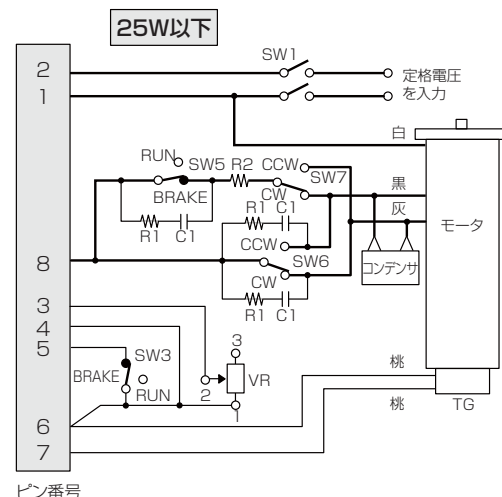 25W以下
2
1
SW1
定格電圧
を入力
白
RUN
SW5
R2
CCW
SW7
CW
BRAKE
R1
C1
R1
C1
黒
灰
モータ
CCW
SW6
CW
コンデンサ
R1
C1
8
3
4
5
SW3
BRAKE
RUN
3
VR
2
1
6
7
桃
桃
TG
ピン番号